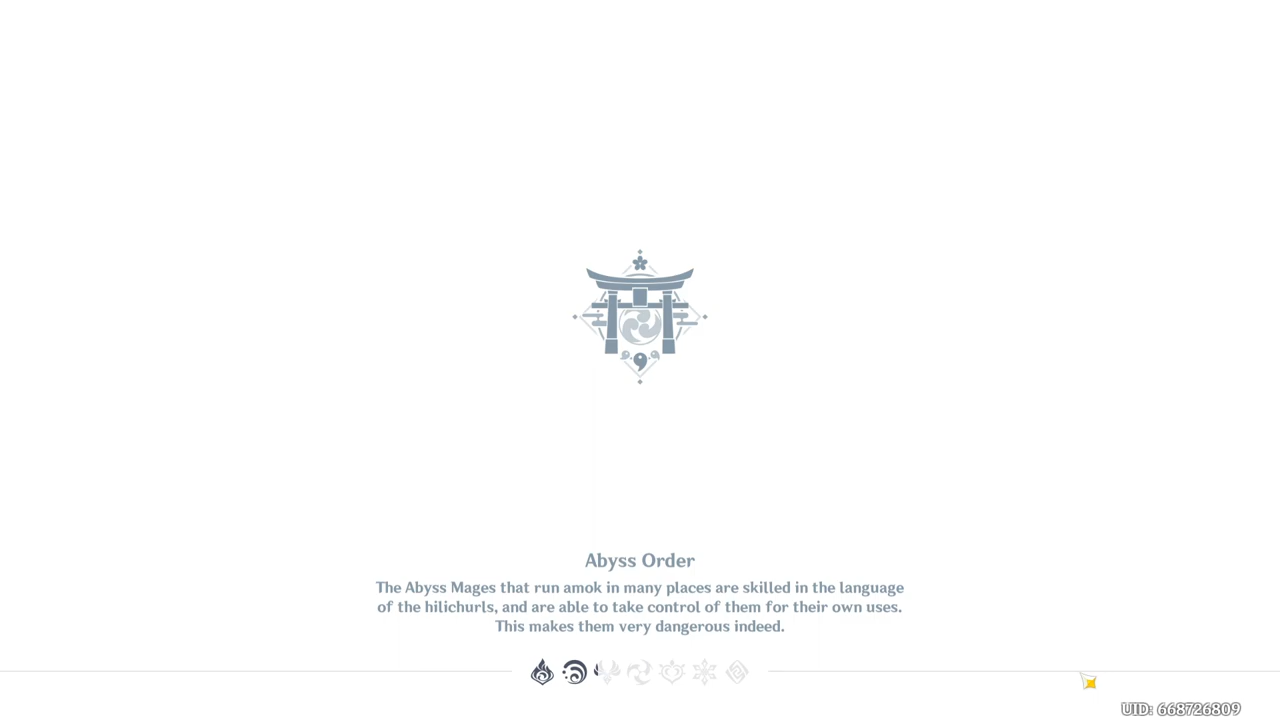 Abyss Order
The Abyss Mages that run amok in many places are skilled in the language
of the hilichurls, and are able to take control of them for their own uses.
This makes them very dangerous indeed.
UID: 668726809